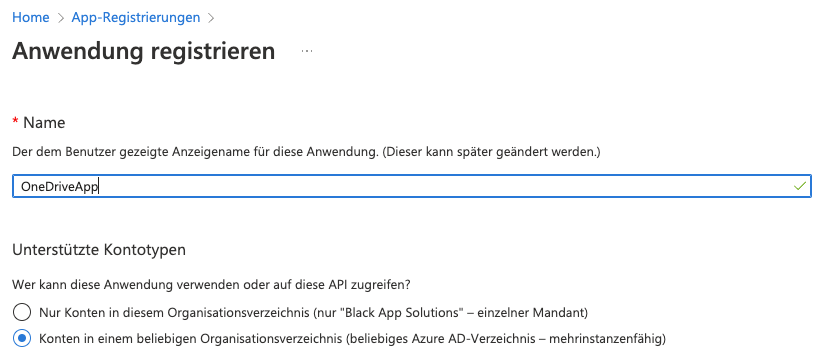 Home > App-Registrierungen >
Anwendung registrieren ...
* Name
Der dem Benutzer gezeigte Anzeigename für diese Anwendung. (Dieser kann später geändert werden.)
OneDriveApp
Unterstützte Kontotypen
Wer kann diese Anwendung verwenden oder auf diese API zugreifen?
Nur Konten in diesem Organisationsverzeichnis (nur "Black App Solutions" – einzelner Mandant)
Konten in einem beliebigen Organisationsverzeichnis (beliebiges Azure AD-Verzeichnis – mehrinstanzenfähig)